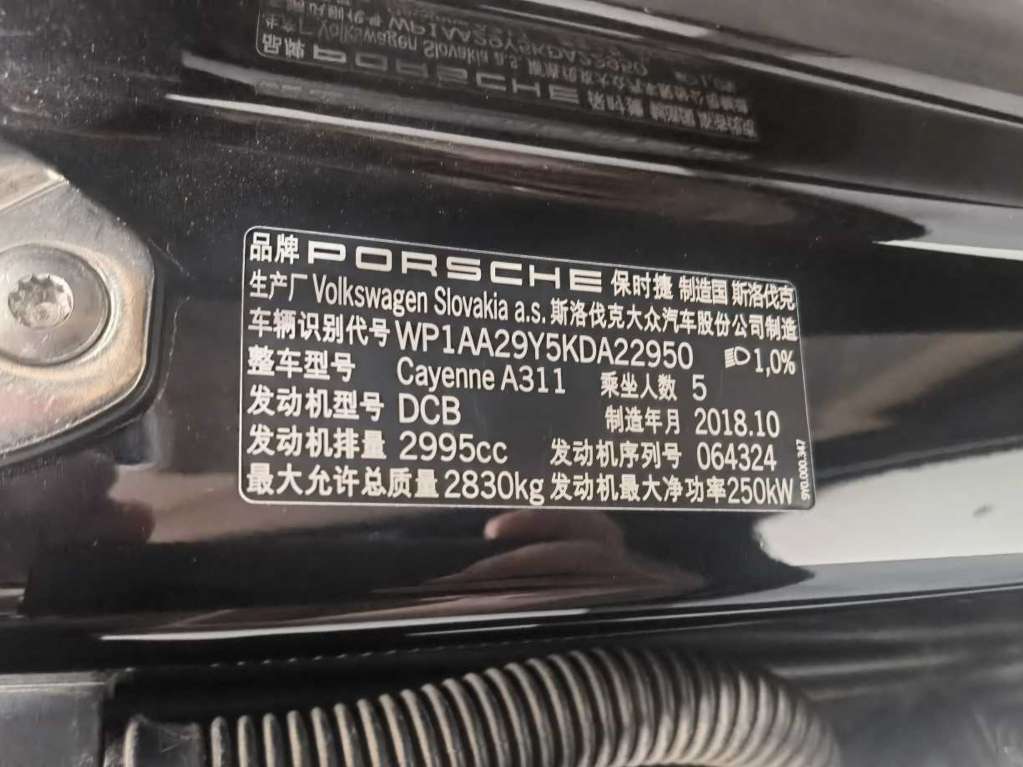 品牌 PORSCHE 保时捷 制造国 斯洛伐克
生产厂 Volkswagen Slovakia a.s. 斯洛伐克大众汽车股份公司制造
车辆识别代号 WP1AA29Y5KDA22950 1,0%
整车型号 Cayenne A311 乘坐人数 5
发动机型号 DCB 制造年月 2018.10
发动机排量 2995cc 发动机序列号 064324
最大允许总质量 2830kg 发动机最大净功率 250kW
9Y0.000.347